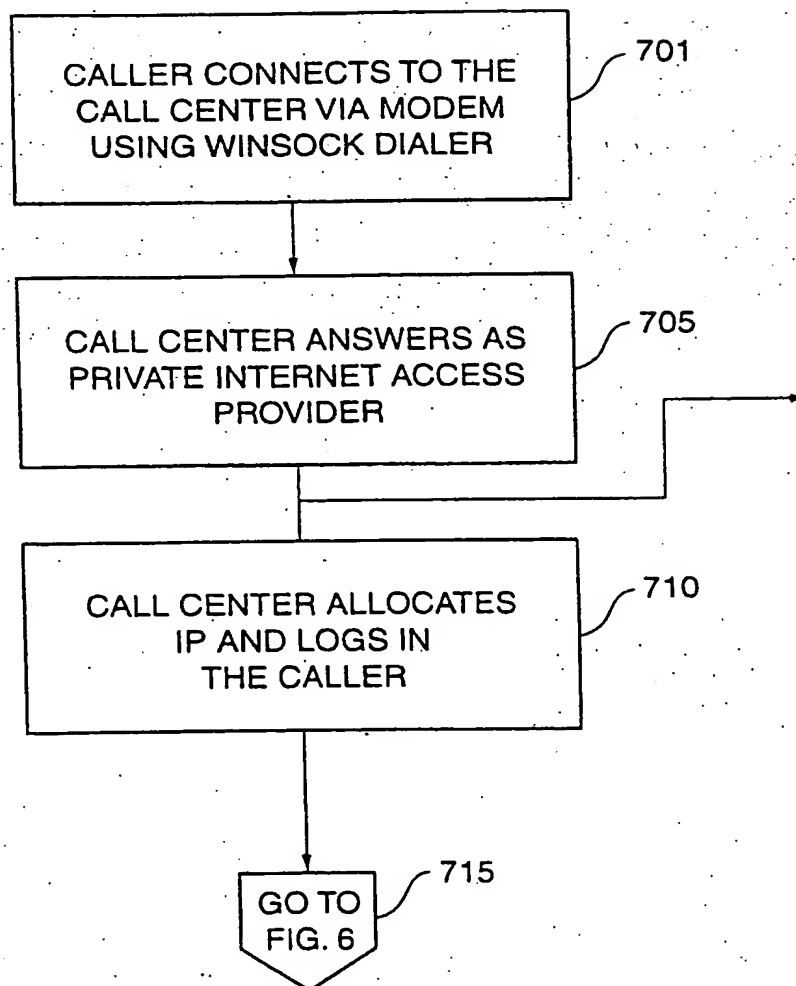 CALLER CONNECTS TO THE
CALL CENTER VIA MODEM
USING WINSOCK DIALER
701
CALL CENTER ANSWERS AS
PRIVATE INTERNET ACCESS
PROVIDER
705
CALL CENTER ALLOCATES
IP AND LOGS IN
THE CALLER
710
GO TO
FIG. 6
715